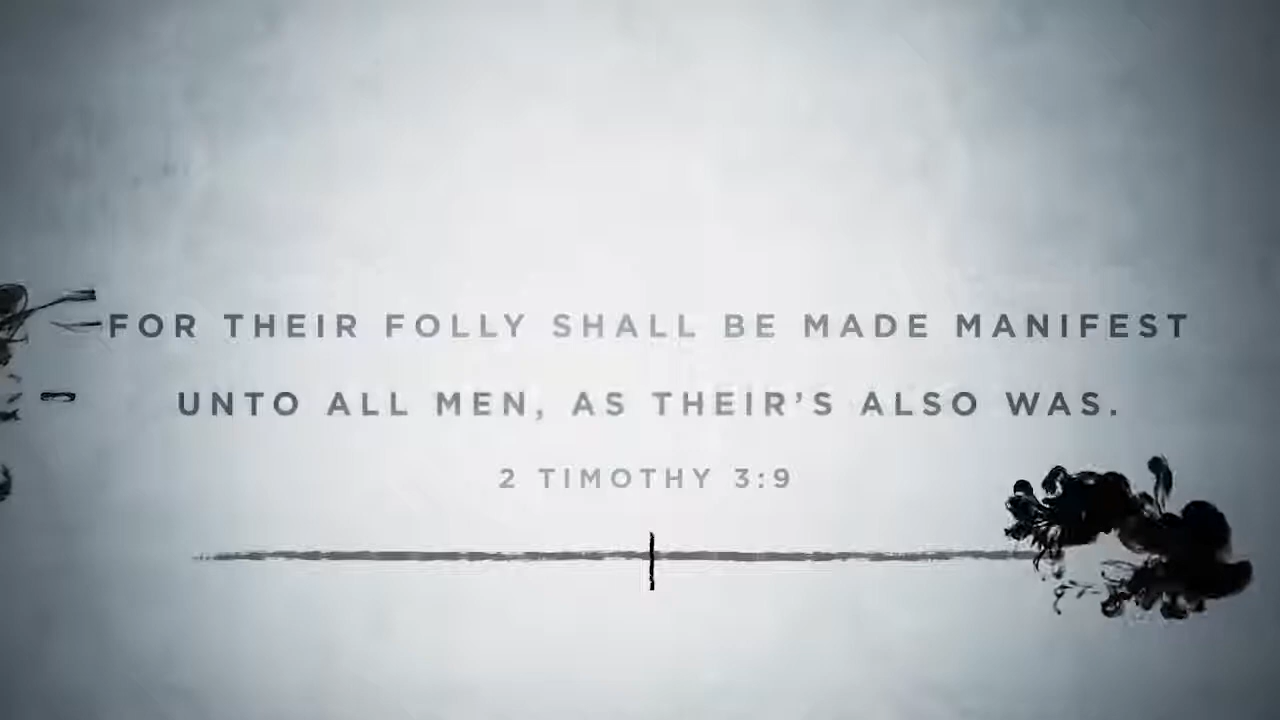 FOR THEIR FOLLY SHALL BE MADE MANIFEST
UNTO ALL MEN, AS THEIR'S ALSO WAS.
2 TIMOTHY 3:9